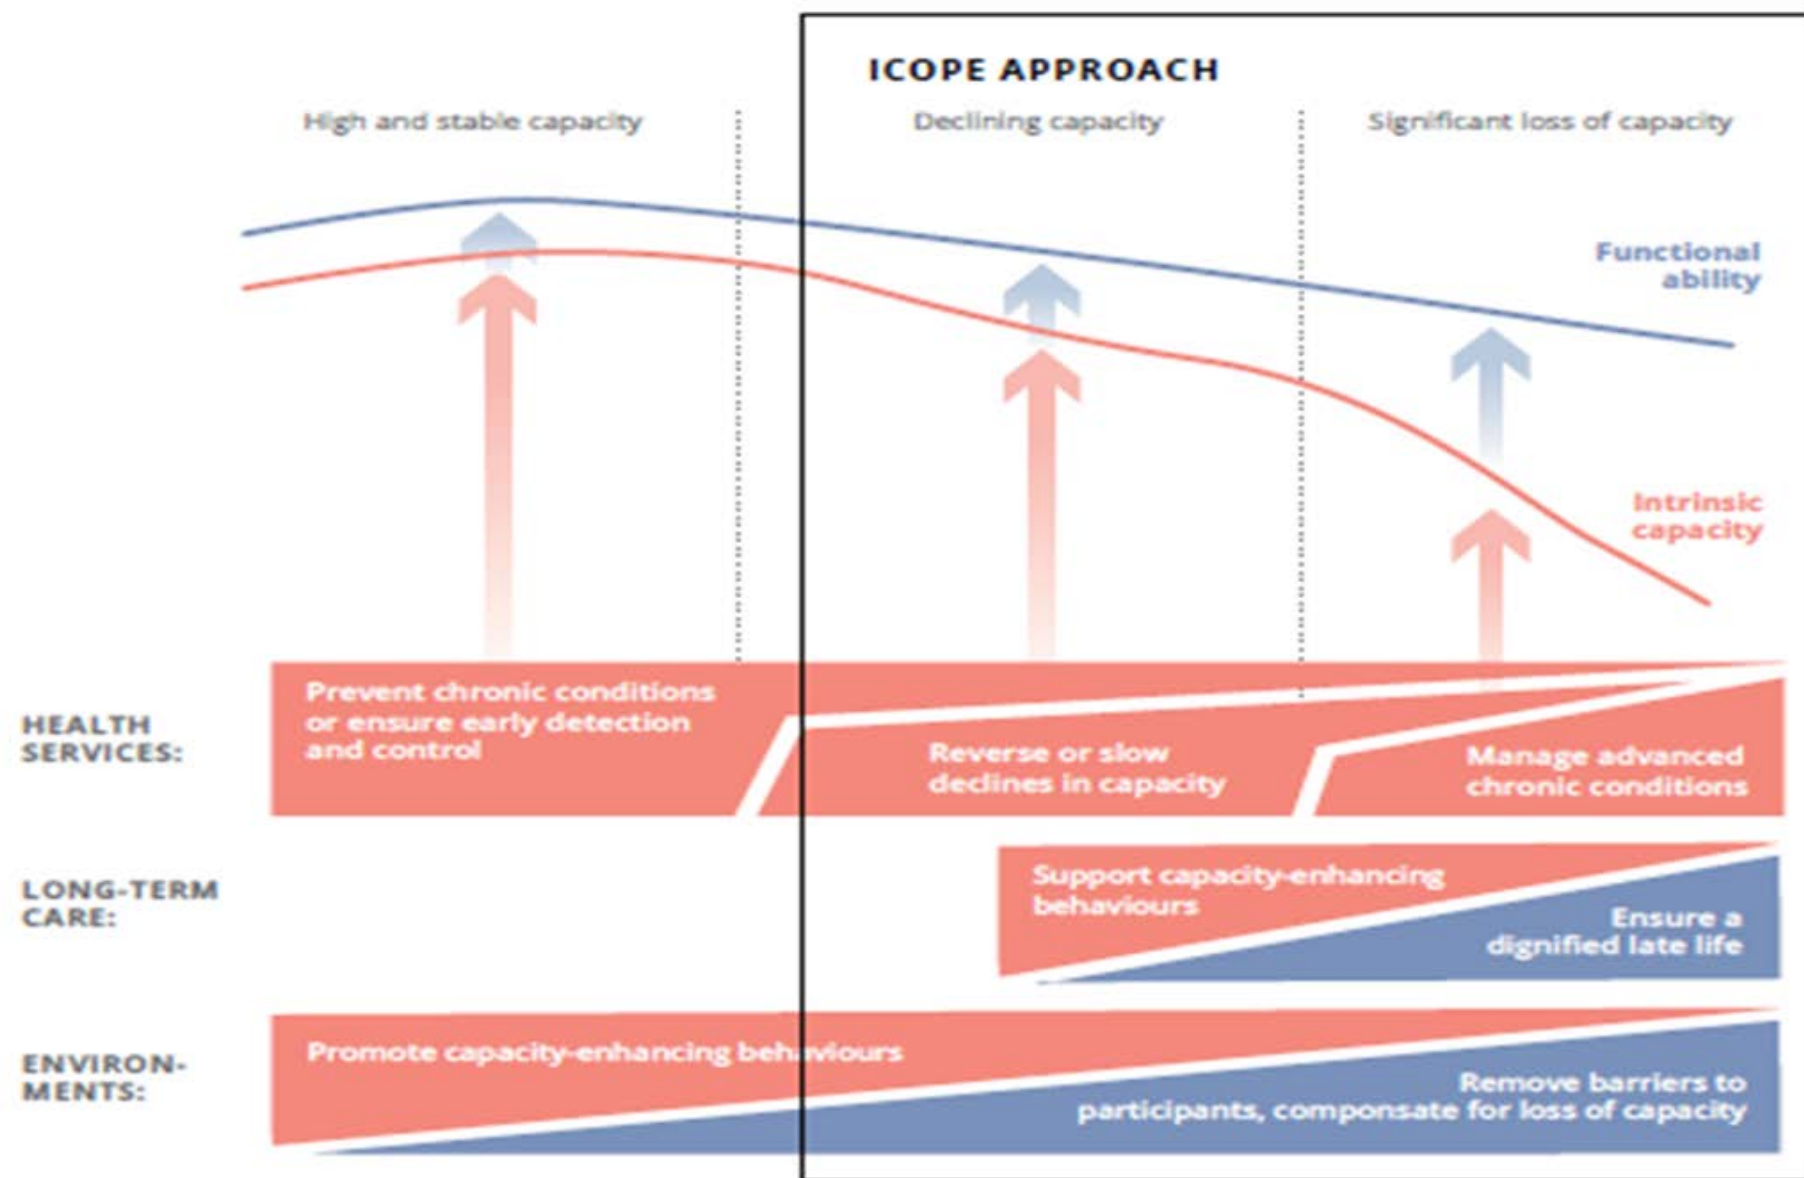 ICOPE APPROACH
High and stable capacity
Declining capacity
Significant loss of capacity
Functional
ability
Intrinsic
capacity
HEALTH
SERVICES:
Prevent chronic conditions
or ensure early detection
and control
Reverse or slow
declines in capacity
Manage advanced
chronic conditions
LONG-TERM
CARE:
Support capacity-enhancing
behaviours
Ensure a
dignified late life
ENVIRON-
MENTS:
Promote capacity-enhancing behaviours
Remove barriers to
participants, componsate for loss of capacity